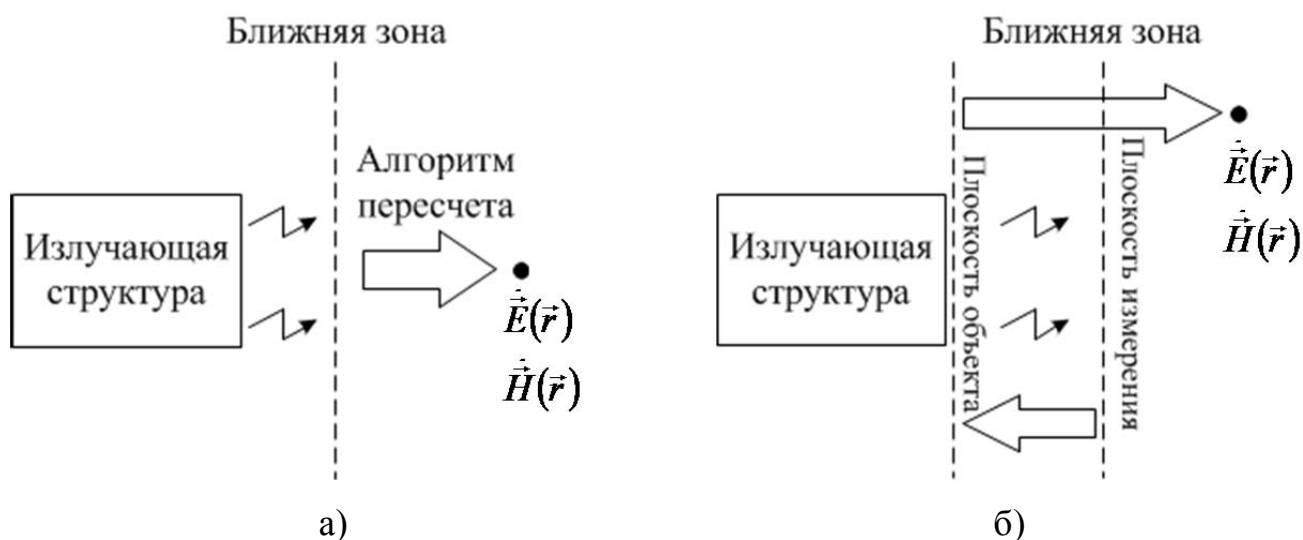 Ближняя зона
Излучающая
структура
Алгоритм
пересчета
E(r)
H(r)
а)
Ближняя зона
Излучающая
структура
Плоскость объекта
Плоскость измерения
E(r)
H(r)
б)